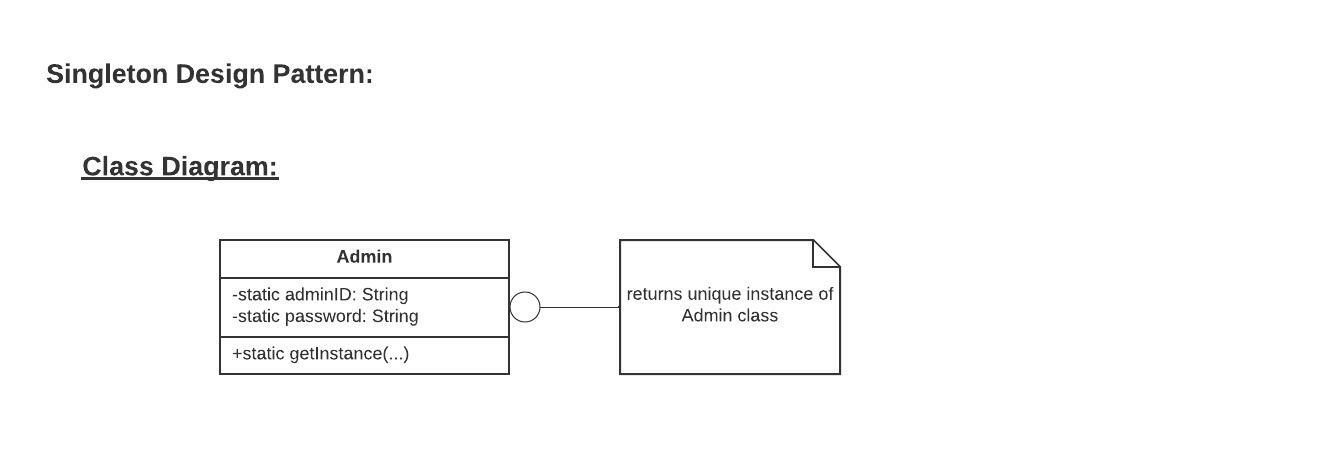 Singleton Design Pattern:
Class Diagram:
Admin
-static adminID: String
-static password: String
+static getInstance(...)
returns unique instance of
Admin class